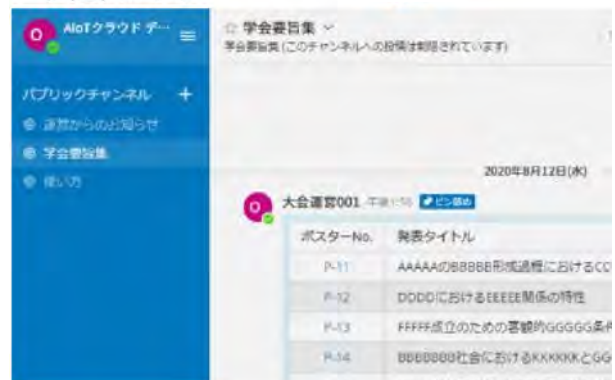 O AIoTクラウド デ…
☆ 学会要旨集
学会要旨集(このチャンネルへの投稿は制限されています)
パブリックチャンネル +
運営からのお知らせ
学会要旨集
使い方
2020年8月12日(水)
O 大会運営001 ピン留め
ポスターNo. 発表タイトル
P-11 AAAAAのBBBBB形成過程におけるCC
P-12 DDDDにおけるEEEEE関係の特性
P-13 FFFFF成立のための客観的GGGGG条件
P-14 BBBBBBB社会におけるKKKKKKとGG